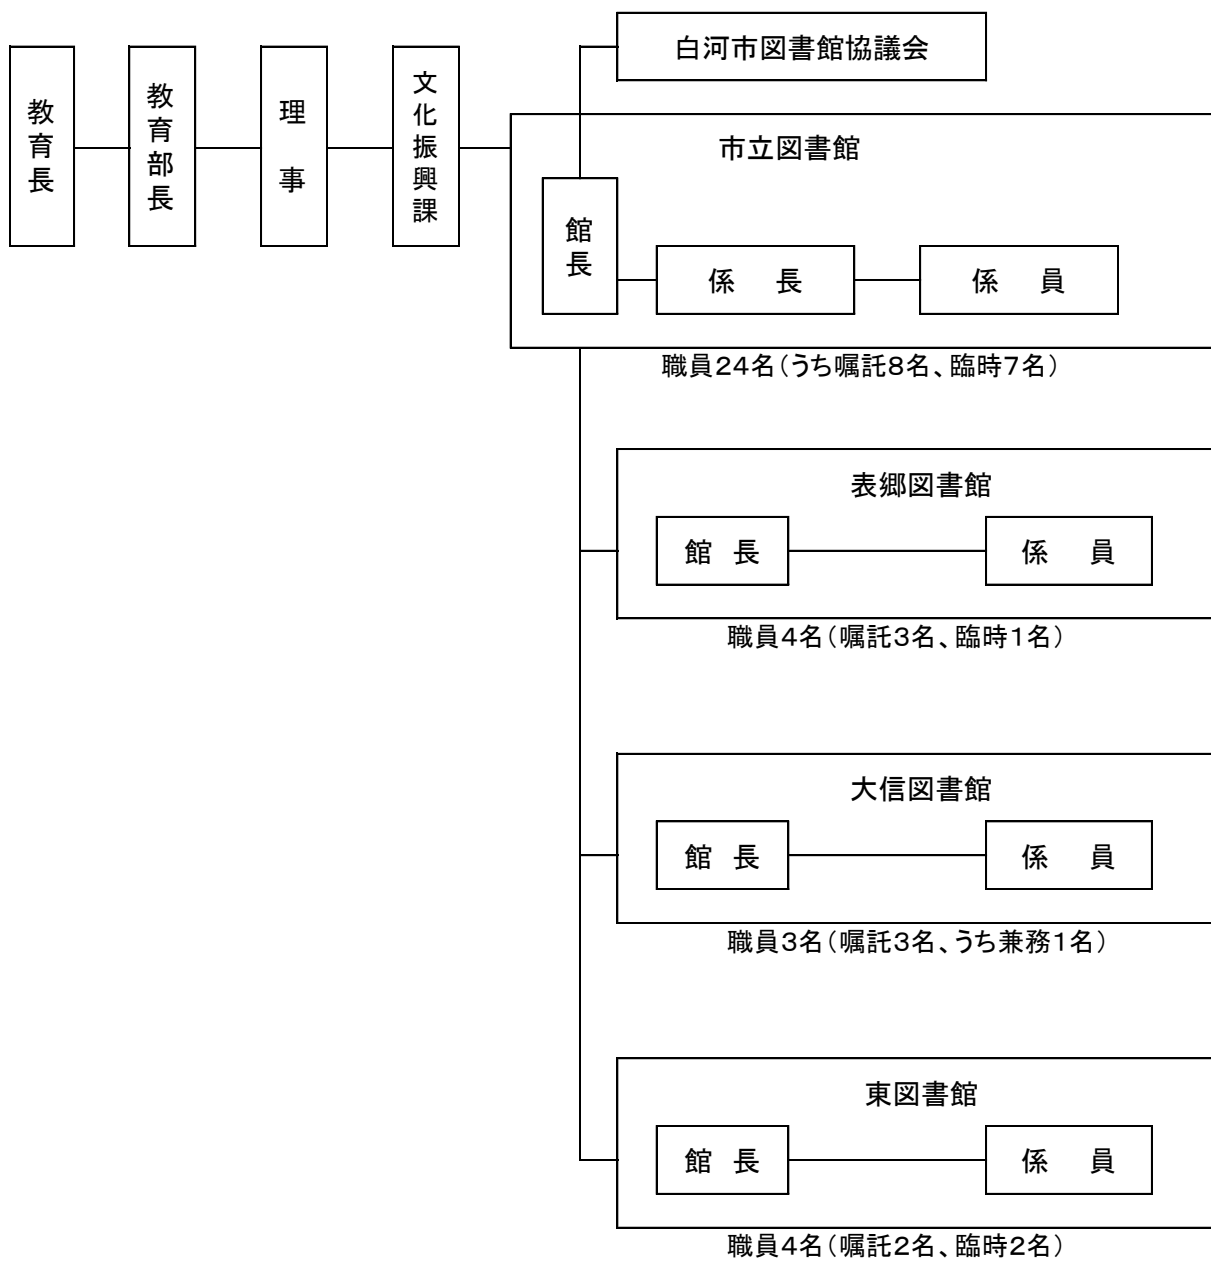 教育長
教育部長
理事
文化振興課
白河市図書館協議会
市立図書館
館長
係長
係員
職員24名(うち嘱託8名、臨時7名)
表郷図書館
館長
係員
職員4名(嘱託3名、臨時1名)
大信図書館
館長
係員
職員3名(嘱託3名、うち兼務1名)
東図書館
館長
係員
職員4名(嘱託2名、臨時2名)